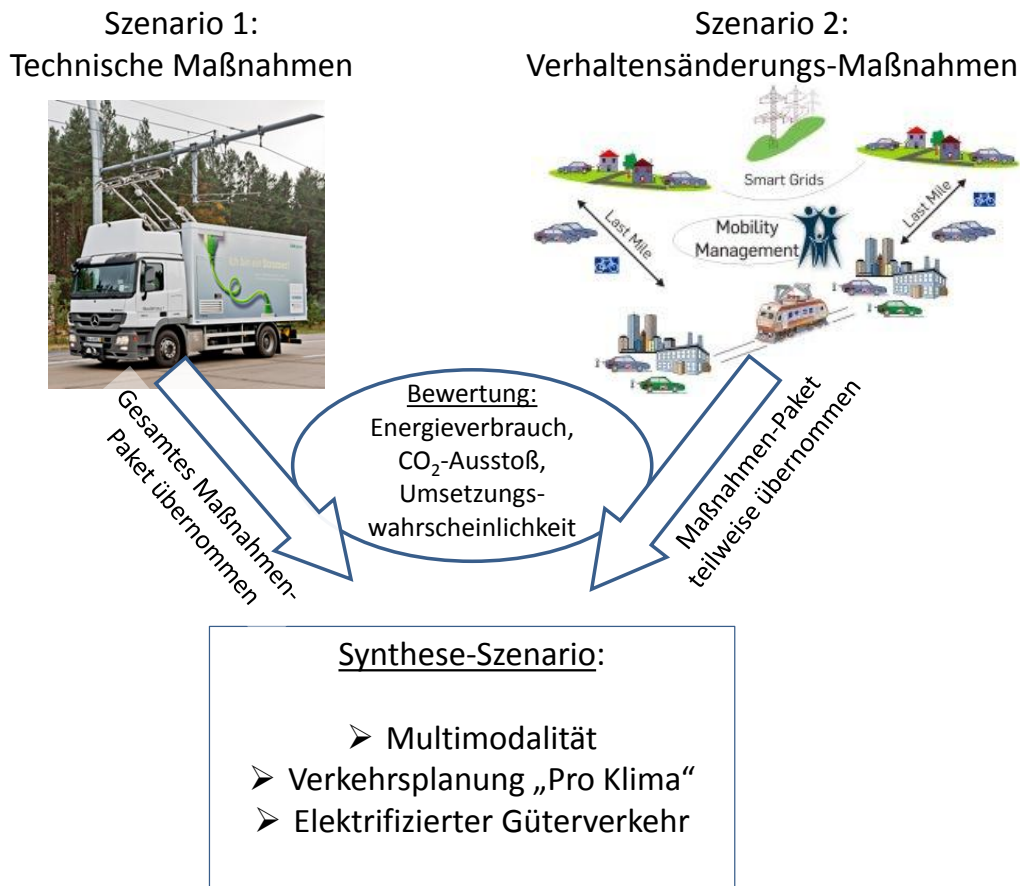 Szenario 1:
Technische Maßnahmen
Szenario 2:
Verhaltensänderungs-Maßnahmen
Smart Grids
Last Mile
Last Mile
Mobility
Management
Gesamtes Maßnahmen-
Paket übernommen
Bewertung:
Energieverbrauch,
CO₂-Ausstoß,
Umsetzungs-
wahrscheinlichkeit
Maßnahmen-Paket
teilweise übernommen
Synthese-Szenario:
➢ Multimodalität
➢ Verkehrsplanung „Pro Klima“
➢ Elektrifizierter Güterverkehr